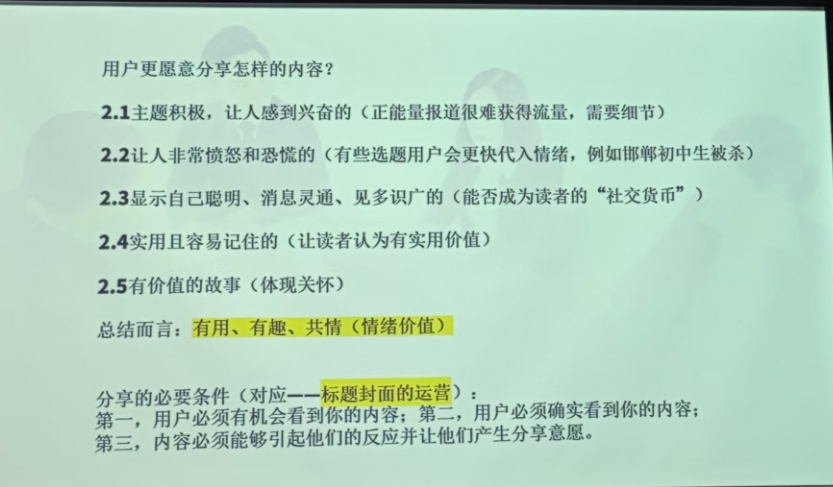 用户更愿意分享怎样的内容？
2.1主题积极，让人感到兴奋的（正能量报道很难获得流量，需要细节）
2.2让人非常愤怒和恐慌的（有些选题用户会更快代入情绪，例如邯郸初中生被杀）
2.3显示自己聪明、消息灵通、见多识广的（能否成为读者的“社交货币”）
2.4实用且容易记住的（让读者认为有实用价值）
2.5有价值的故事（体现关怀）
总结而言：有用、有趣、共情（情绪价值）
分享的必要条件（对应——标题封面的运营）：
第一，用户必须有机会看到你的内容；第二，用户必须确实看到你的内容；
第三，内容必须能够引起他们的反应并让他们产生分享意愿。